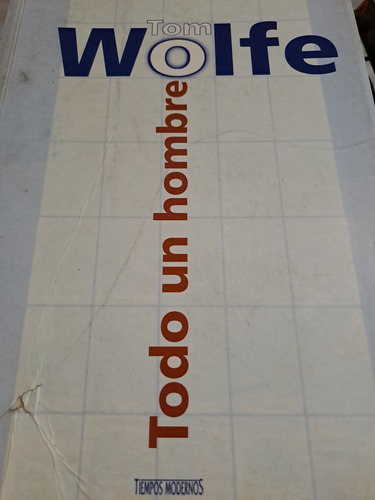 Tom
Wolfe
Todo un hombre
TIEMPOS MODERNOS